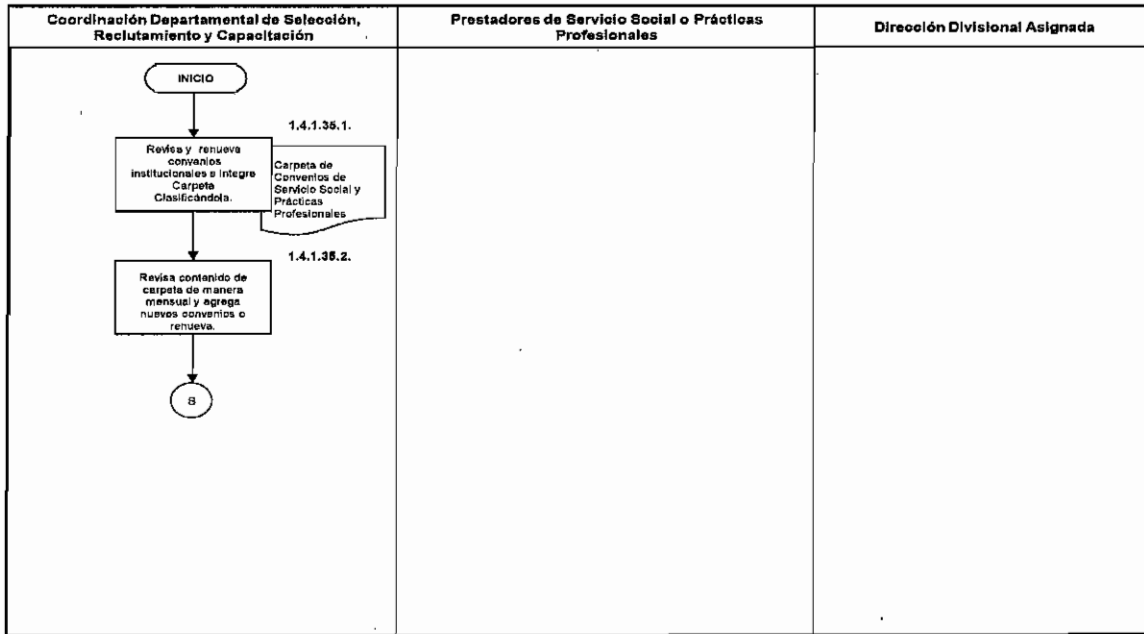 Coordinación Departamental de Selección,
Reclutamiento y Capacitación
Prestadores de Servicio Social o Prácticas
Profesionales
Dirección Divisional Asignada
INICIO
1.4.1.35.1.
Revisa y renueva
convenios
institucionales e integra
Carpeta
Clasificándola.
Carpeta de
Convenios de
Servicio Social y
Prácticas
Profesionales
1.4.1.35.2.
Revisa contenido de
carpeta de manera
mensual y agrega
nuevos convenios o
renueva.